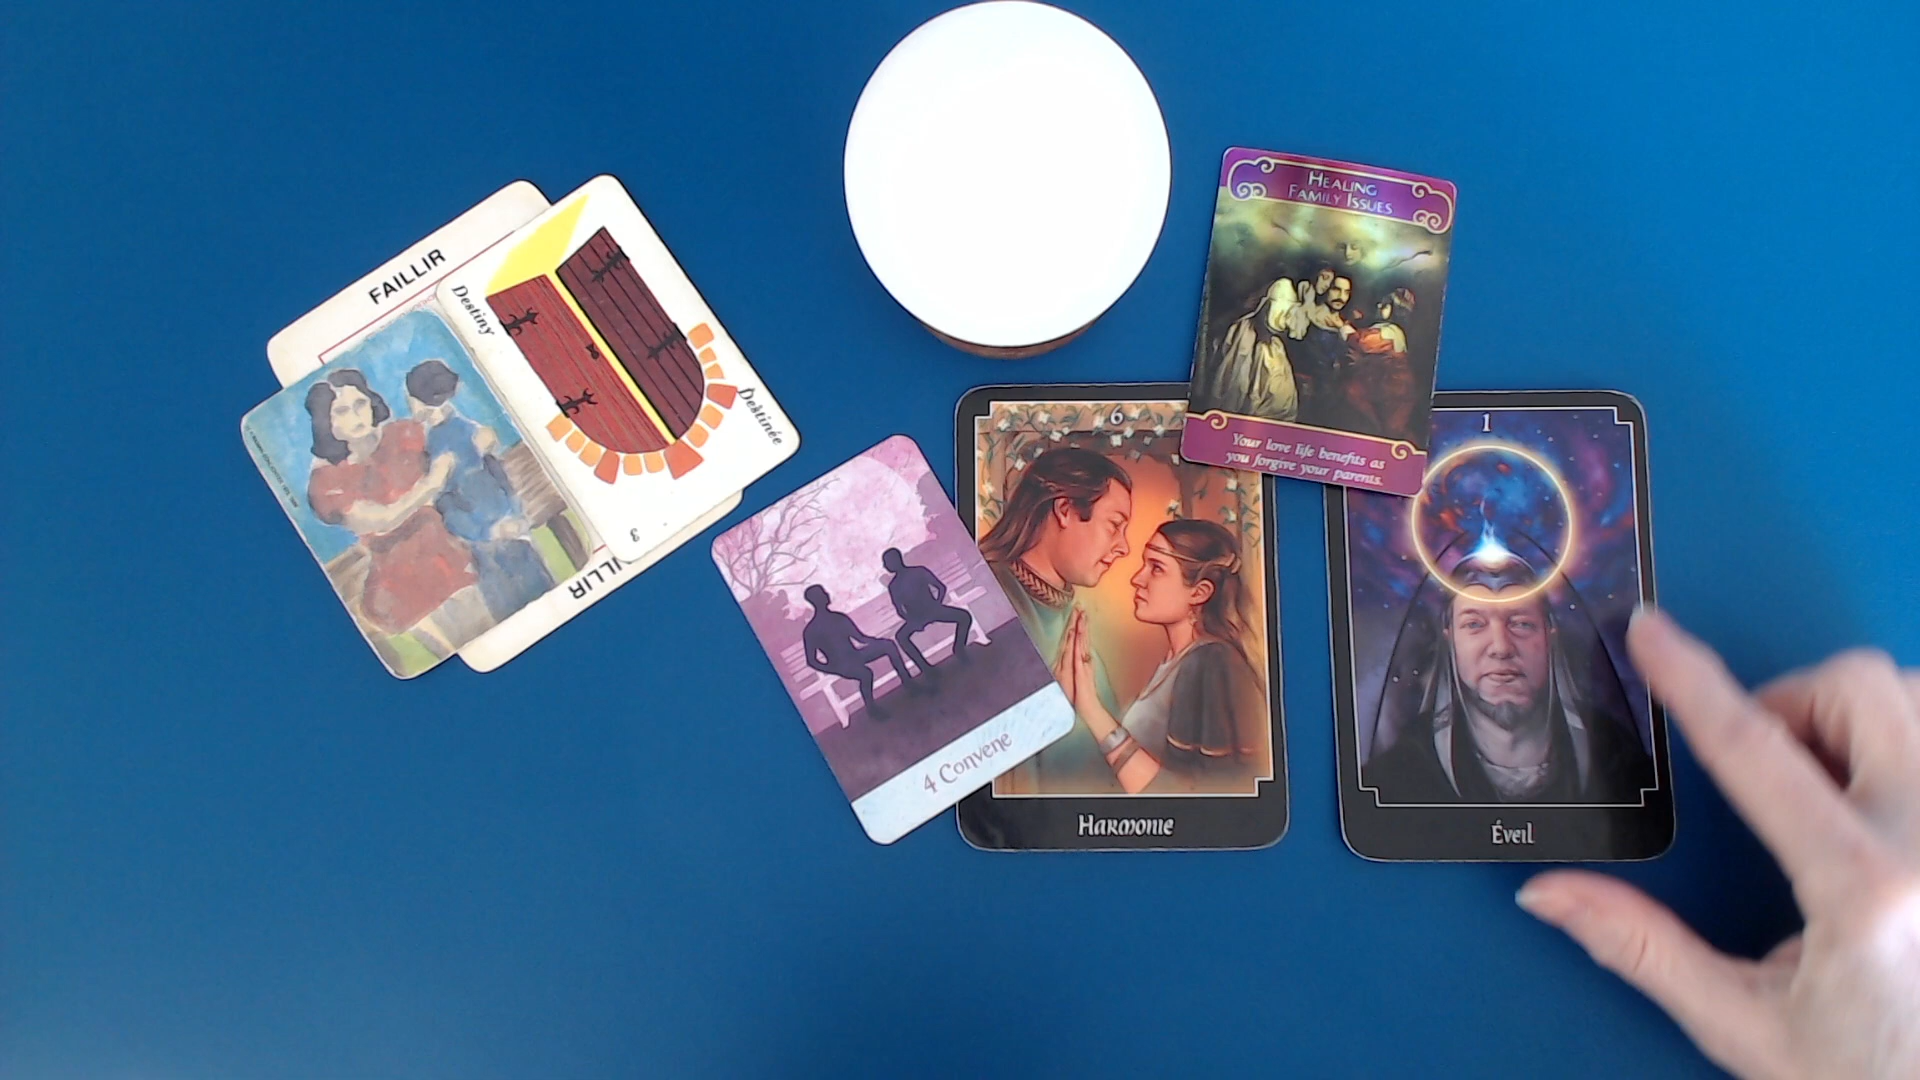 FAILLIR
Destiny
Destinée
3
FAILLIR
4 Convene
6
Harmonie
Healing
Family Issues
Your love life benefits as
you forgive your parents.
1
Éveil